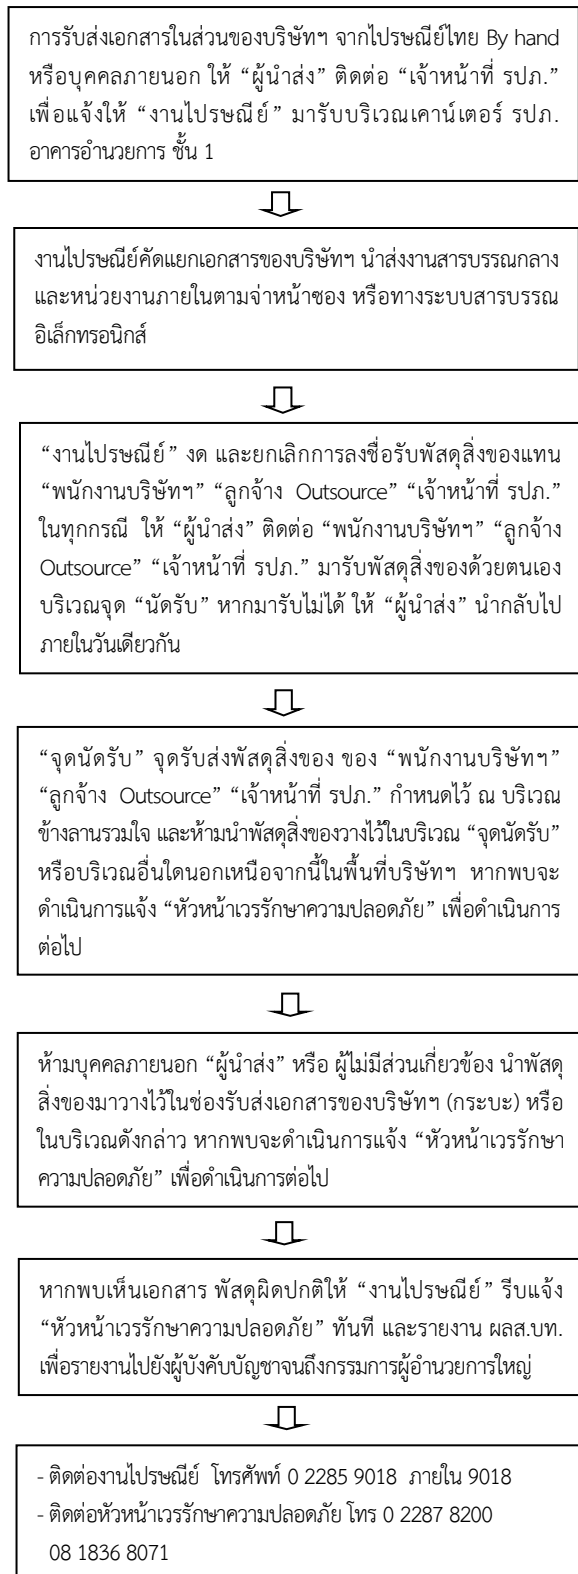 การรับส่งเอกสารในส่วนของบริษัทฯ จากไปรษณีย์ไทย By hand
หรือบุคคลภายนอก ให้ “ผู้นำส่ง” ติดต่อ “เจ้าหน้าที่ รปภ.”
เพื่อแจ้งให้ “งานไปรษณีย์” มารับบริเวณเคาน์เตอร์ รปภ.
อาคารอำนวยการ ชั้น 1
งานไปรษณีย์คัดแยกเอกสารของบริษัทฯ นำส่งงานสารบรรณกลาง
และหน่วยงานภายในตามจ่าหน้าซอง หรือทางระบบสารบรรณ
อิเล็กทรอนิกส์
“งานไปรษณีย์” งด และยกเลิกการลงชื่อรับพัสดุสิ่งของแทน
“พนักงานบริษัทฯ” “ลูกจ้าง Outsource” “เจ้าหน้าที่ รปภ.”
ในทุกกรณี ให้ “ผู้นำส่ง” ติดต่อ “พนักงานบริษัทฯ” “ลูกจ้าง
Outsource” “เจ้าหน้าที่ รปภ.” มารับพัสดุสิ่งของด้วยตนเอง
บริเวณจุด “นัดรับ” หากมารับไม่ได้ ให้ “ผู้นำส่ง” นำกลับไป
ภายในวันเดียวกัน
“จุดนัดรับ” จุดรับส่งพัสดุสิ่งของ ของ “พนักงานบริษัทฯ”
“ลูกจ้าง Outsource” “เจ้าหน้าที่ รปภ.” กำหนดไว้ ณ บริเวณ
ข้างลานรวมใจ และห้ามนำพัสดุสิ่งของวางไว้ในบริเวณ “จุดนัดรับ”
หรือบริเวณอื่นใดนอกเหนือจากนี้ในพื้นที่บริษัทฯ หากพบจะ
ดำเนินการแจ้ง “หัวหน้าเวรรักษาความปลอดภัย” เพื่อดำเนินการ
ต่อไป
ห้ามบุคคลภายนอก “ผู้นำส่ง” หรือ ผู้ไม่มีส่วนเกี่ยวข้อง นำพัสดุ
สิ่งของมาวางไว้ในช่องรับส่งเอกสารของบริษัทฯ (กระบะ) หรือ
ในบริเวณดังกล่าว หากพบจะดำเนินการแจ้ง “หัวหน้าเวรรักษา
ความปลอดภัย” เพื่อดำเนินการต่อไป
หากพบเห็นเอกสาร พัสดุผิดปกติให้ “งานไปรษณีย์” รีบแจ้ง
“หัวหน้าเวรรักษาความปลอดภัย” ทันที และรายงาน ผลส.บท.
เพื่อรายงานไปยังผู้บังคับบัญชาจนถึงกรรมการผู้อำนวยการใหญ่
- ติดต่องานไปรษณีย์ โทรศัพท์ 0 2285 9018 ภายใน 9018
- ติดต่อหัวหน้าเวรรักษาความปลอดภัย โทร 0 2287 8200
08 1836 8071